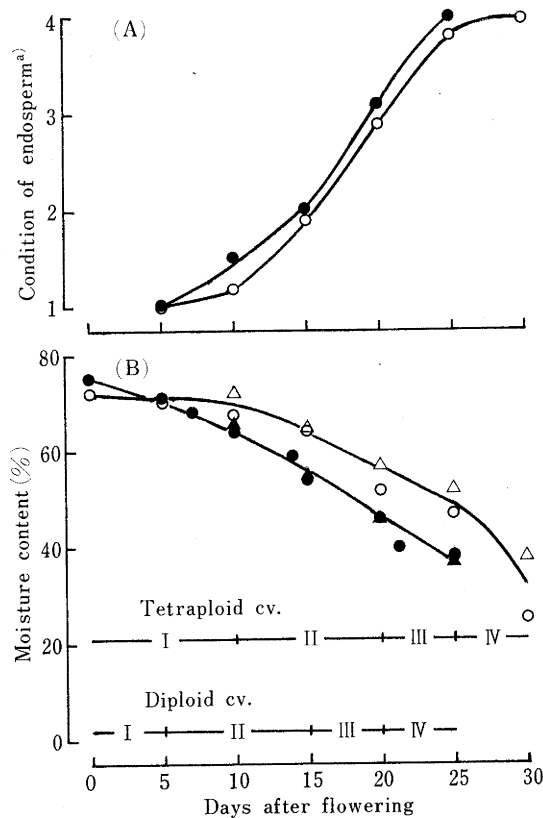 (A)
4
3
2
1
Condition of endosperm a)
(B)
80
60
40
20
0
Moisture content (%)
Tetraploid cv.
I II III IV
Diploid cv.
I II III IV
0 5 10 15 20 25 30
Days after flowering